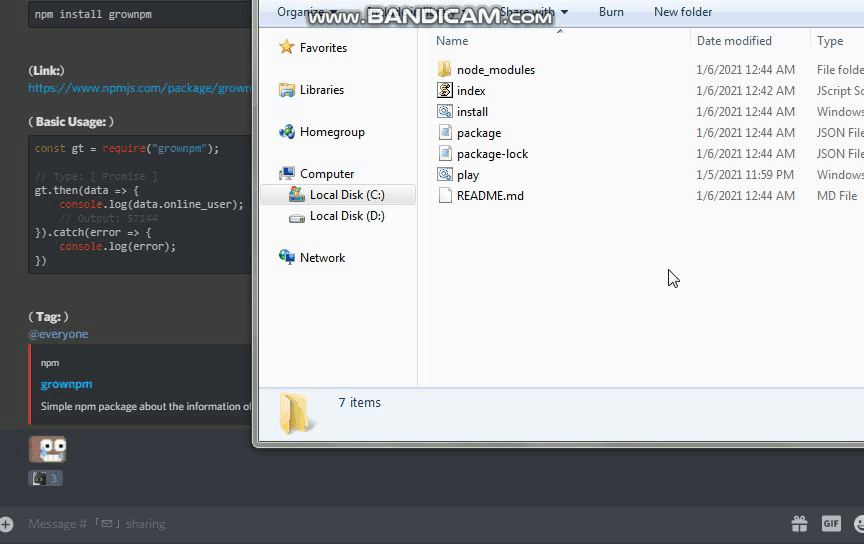 npm install grownpm
(Link:)
https://www.npmjs.com/package/grown
( Basic Usage: )
const gt = require("grownpm");
// Type: [ Promise ]
gt.then(data => {
console.log(data.online_user);
// Output: 57144
}).catch(error => {
console.log(error);
})
( Tag: )
@everyone
npm
grownpm
Simple npm package about the information of
3
Message # 「✉」sharing
GIF
www.BANDICAM.com
Organize Share with Burn New folder
Name Date modified Type
Favorites
Libraries
Homegroup
Computer
Local Disk (C:)
Local Disk (D:)
Network
node_modules 1/6/2021 12:44 AM File folde
index 1/6/2021 12:42 AM JScript Sc
install 1/6/2021 12:44 AM Windows
package 1/6/2021 12:44 AM JSON File
package-lock 1/6/2021 12:44 AM JSON File
play 1/5/2021 11:59 PM Windows
README.md 1/6/2021 12:44 AM MD File
7 items